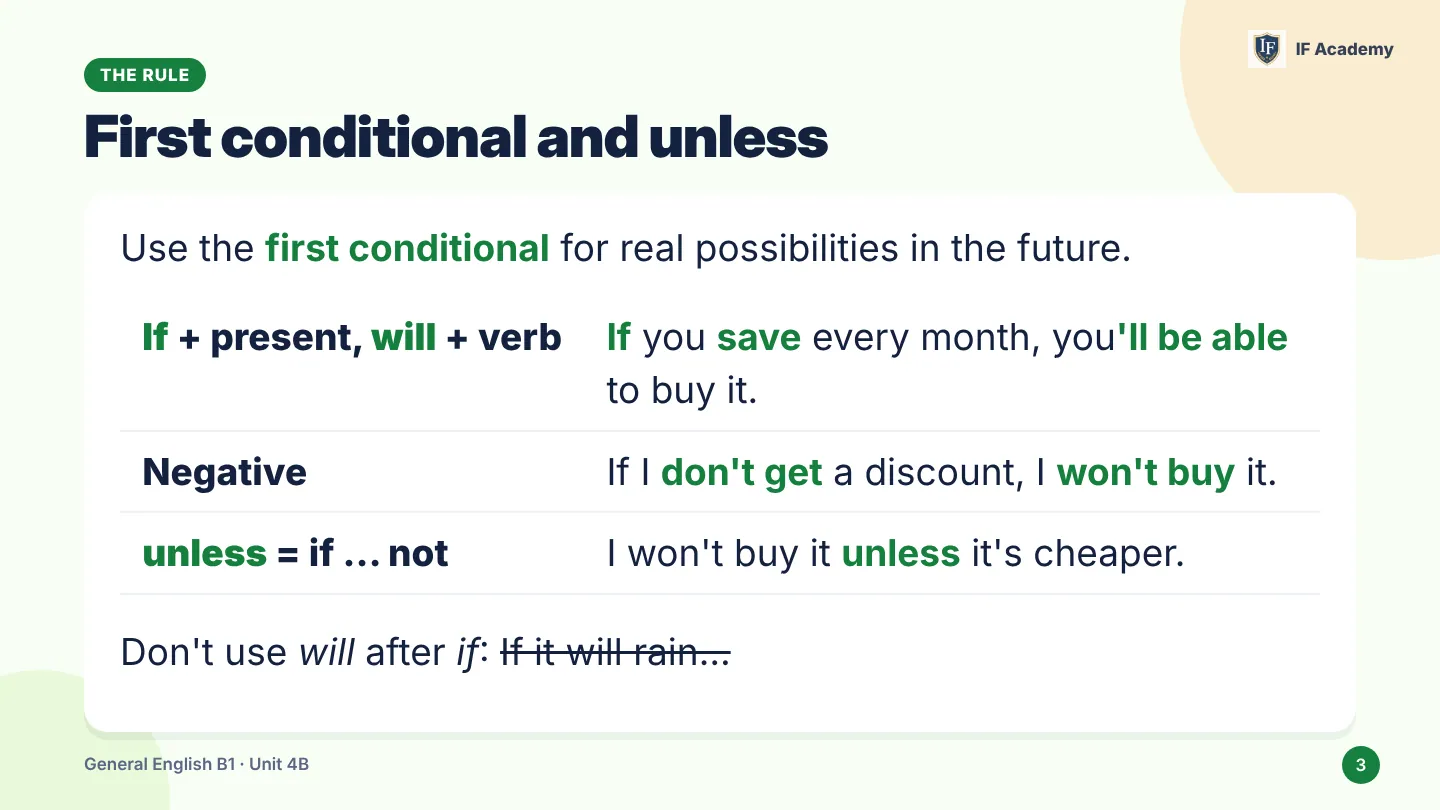 IF
IF Academy
THE RULE
First conditional and unless
Use the first conditional for real possibilities in the future.
If + present, will + verb
If you save every month, you'll be able
to buy it.
Negative
If I don't get a discount, I won't buy it.
unless = if … not
I won't buy it unless it's cheaper.
Don't use will after if: If it will rain…
General English B1 · Unit 4B
3